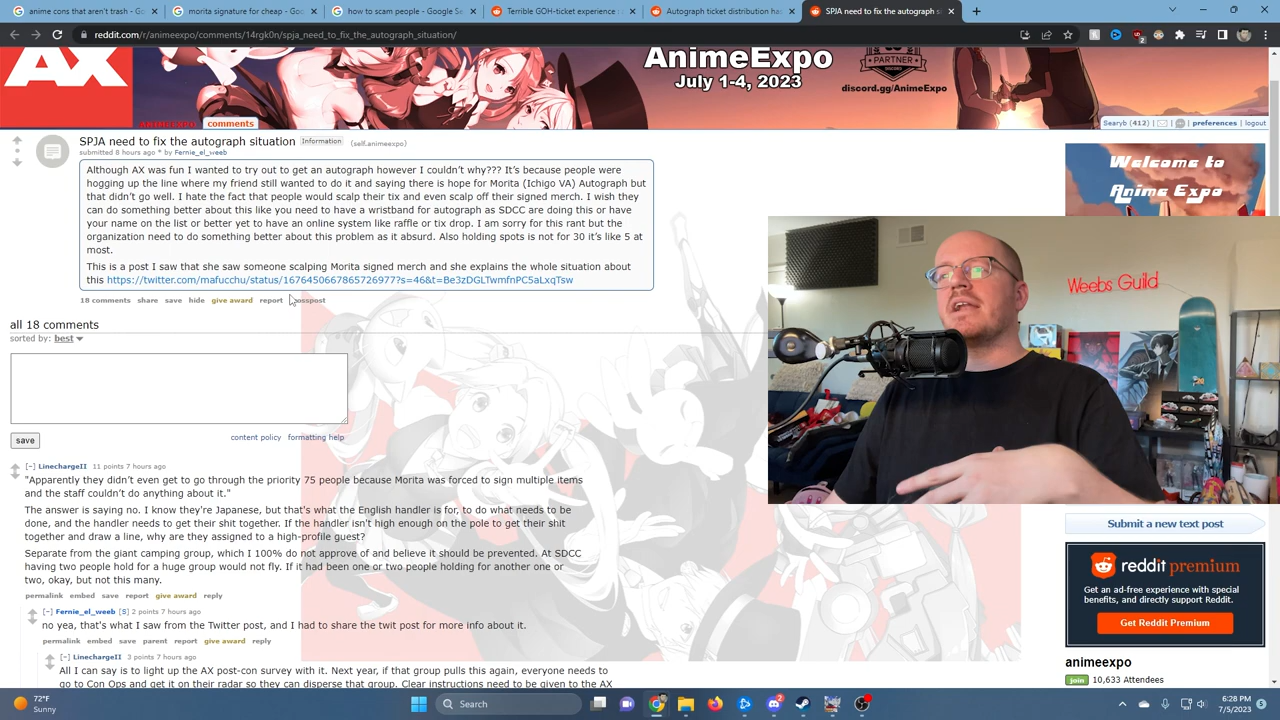 Anime cons that are ha
anime cons for cheap - Goo
how to scam people - Google Se
Terrible GOH-ticket experience
Autograph ticket distribution ha
SPJA need to fix the autograph s
reddit.com/r/animeexpo/comments/14rgk0n/spja_need_to_fix_the_autograph_situation/
AX
AnimeExpo
July 1-4, 2023
PARTNER
discord.gg/AnimeExpo
ANIMEEXPO comments
Searyb (412) | preferences | logout
SPJA need to fix the autograph situation Information (self.animeexpo)
submitted 8 hours ago * by Fernie_el_weeb
Although AX was fun I wanted to try out to get an autograph however I couldn't why??? It's because people were
hogging up the line where my friend still wanted to do it and saying there is hope for Morita (Ichigo VA) Autograph but
that didn't go well. I hate the fact that people would scalp their tix and even scalp off their signed merch. I wish they
can do something better about this like you need to have a wristband for autograph as SDCC are doing this or have
your name on the list or better yet to have an online system like raffle or tix drop. I am sorry for this rant but the
organization need to do something better about this problem as it absurd. Also holding spots is not for 30 it's like 5 at
most.
This is a post I saw that she saw someone scalping Morita signed merch and she explains the whole situation about
this https://twitter.com/mafucchu/status/1676450667865726977?s=46&t=Be3zDGLTwmfnPC5aLxqTsw
18 comments share save hide give award report crosspost
all 18 comments
sorted by: best
save
content policy formatting help
[–] LinechargeII 11 points 7 hours ago
"Apparently they didn't even get to go through the priority 75 people because Morita was forced to sign multiple items
and the staff couldn't do anything about it."
The answer is saying no. I know they're Japanese, but that's what the English handler is for, to do what needs to be
done, and the handler needs to get their shit together. If the handler isn't high enough on the pole to get their shit
together and draw a line, why are they assigned to a high-profile guest?
Separate from the giant camping group, which I 100% do not approve of and believe it should be prevented. At SDCC
having two people hold for a huge group would not fly. If it had been one or two people holding for another one or
two, okay, but not this many.
permalink embed save report give award reply
[–] Fernie_el_weeb [S] 2 points 7 hours ago
no yea, that's what I saw from the Twitter post, and I had to share the twit post for more info about it.
permalink embed save parent report give award reply
[–] LinechargeII 3 points 7 hours ago
All I can say is to light up the AX post-con survey with it. Next year, if that group pulls this again, everyone needs to
go to Con Ops and get it on their radar so they can disperse that group. Clear instructions need to be given to the AX
Welcome to
Anime Expo
Weebs Guild
Submit a new text post
reddit premium
Get an ad-free experience with special
benefits, and directly support Reddit.
Get Reddit Premium
animeexpo
join 10,633 Attendees
72°F
Sunny
Search
6:28 PM
7/5/2023